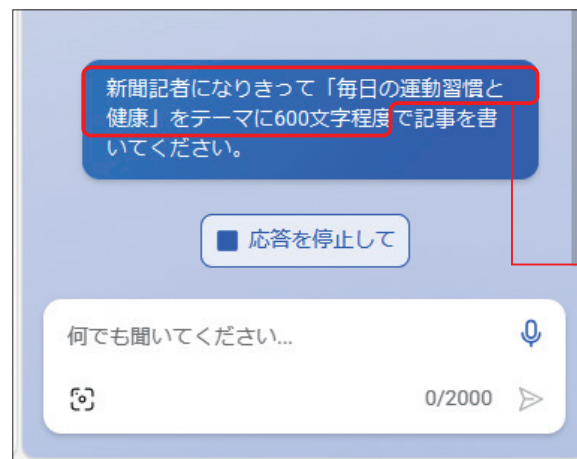 新聞記者になりきって「毎日の運動習慣と
健康」をテーマに600文字程度で記事を書
いてください。
応答を停止して
何でも聞いてください...
0/2000